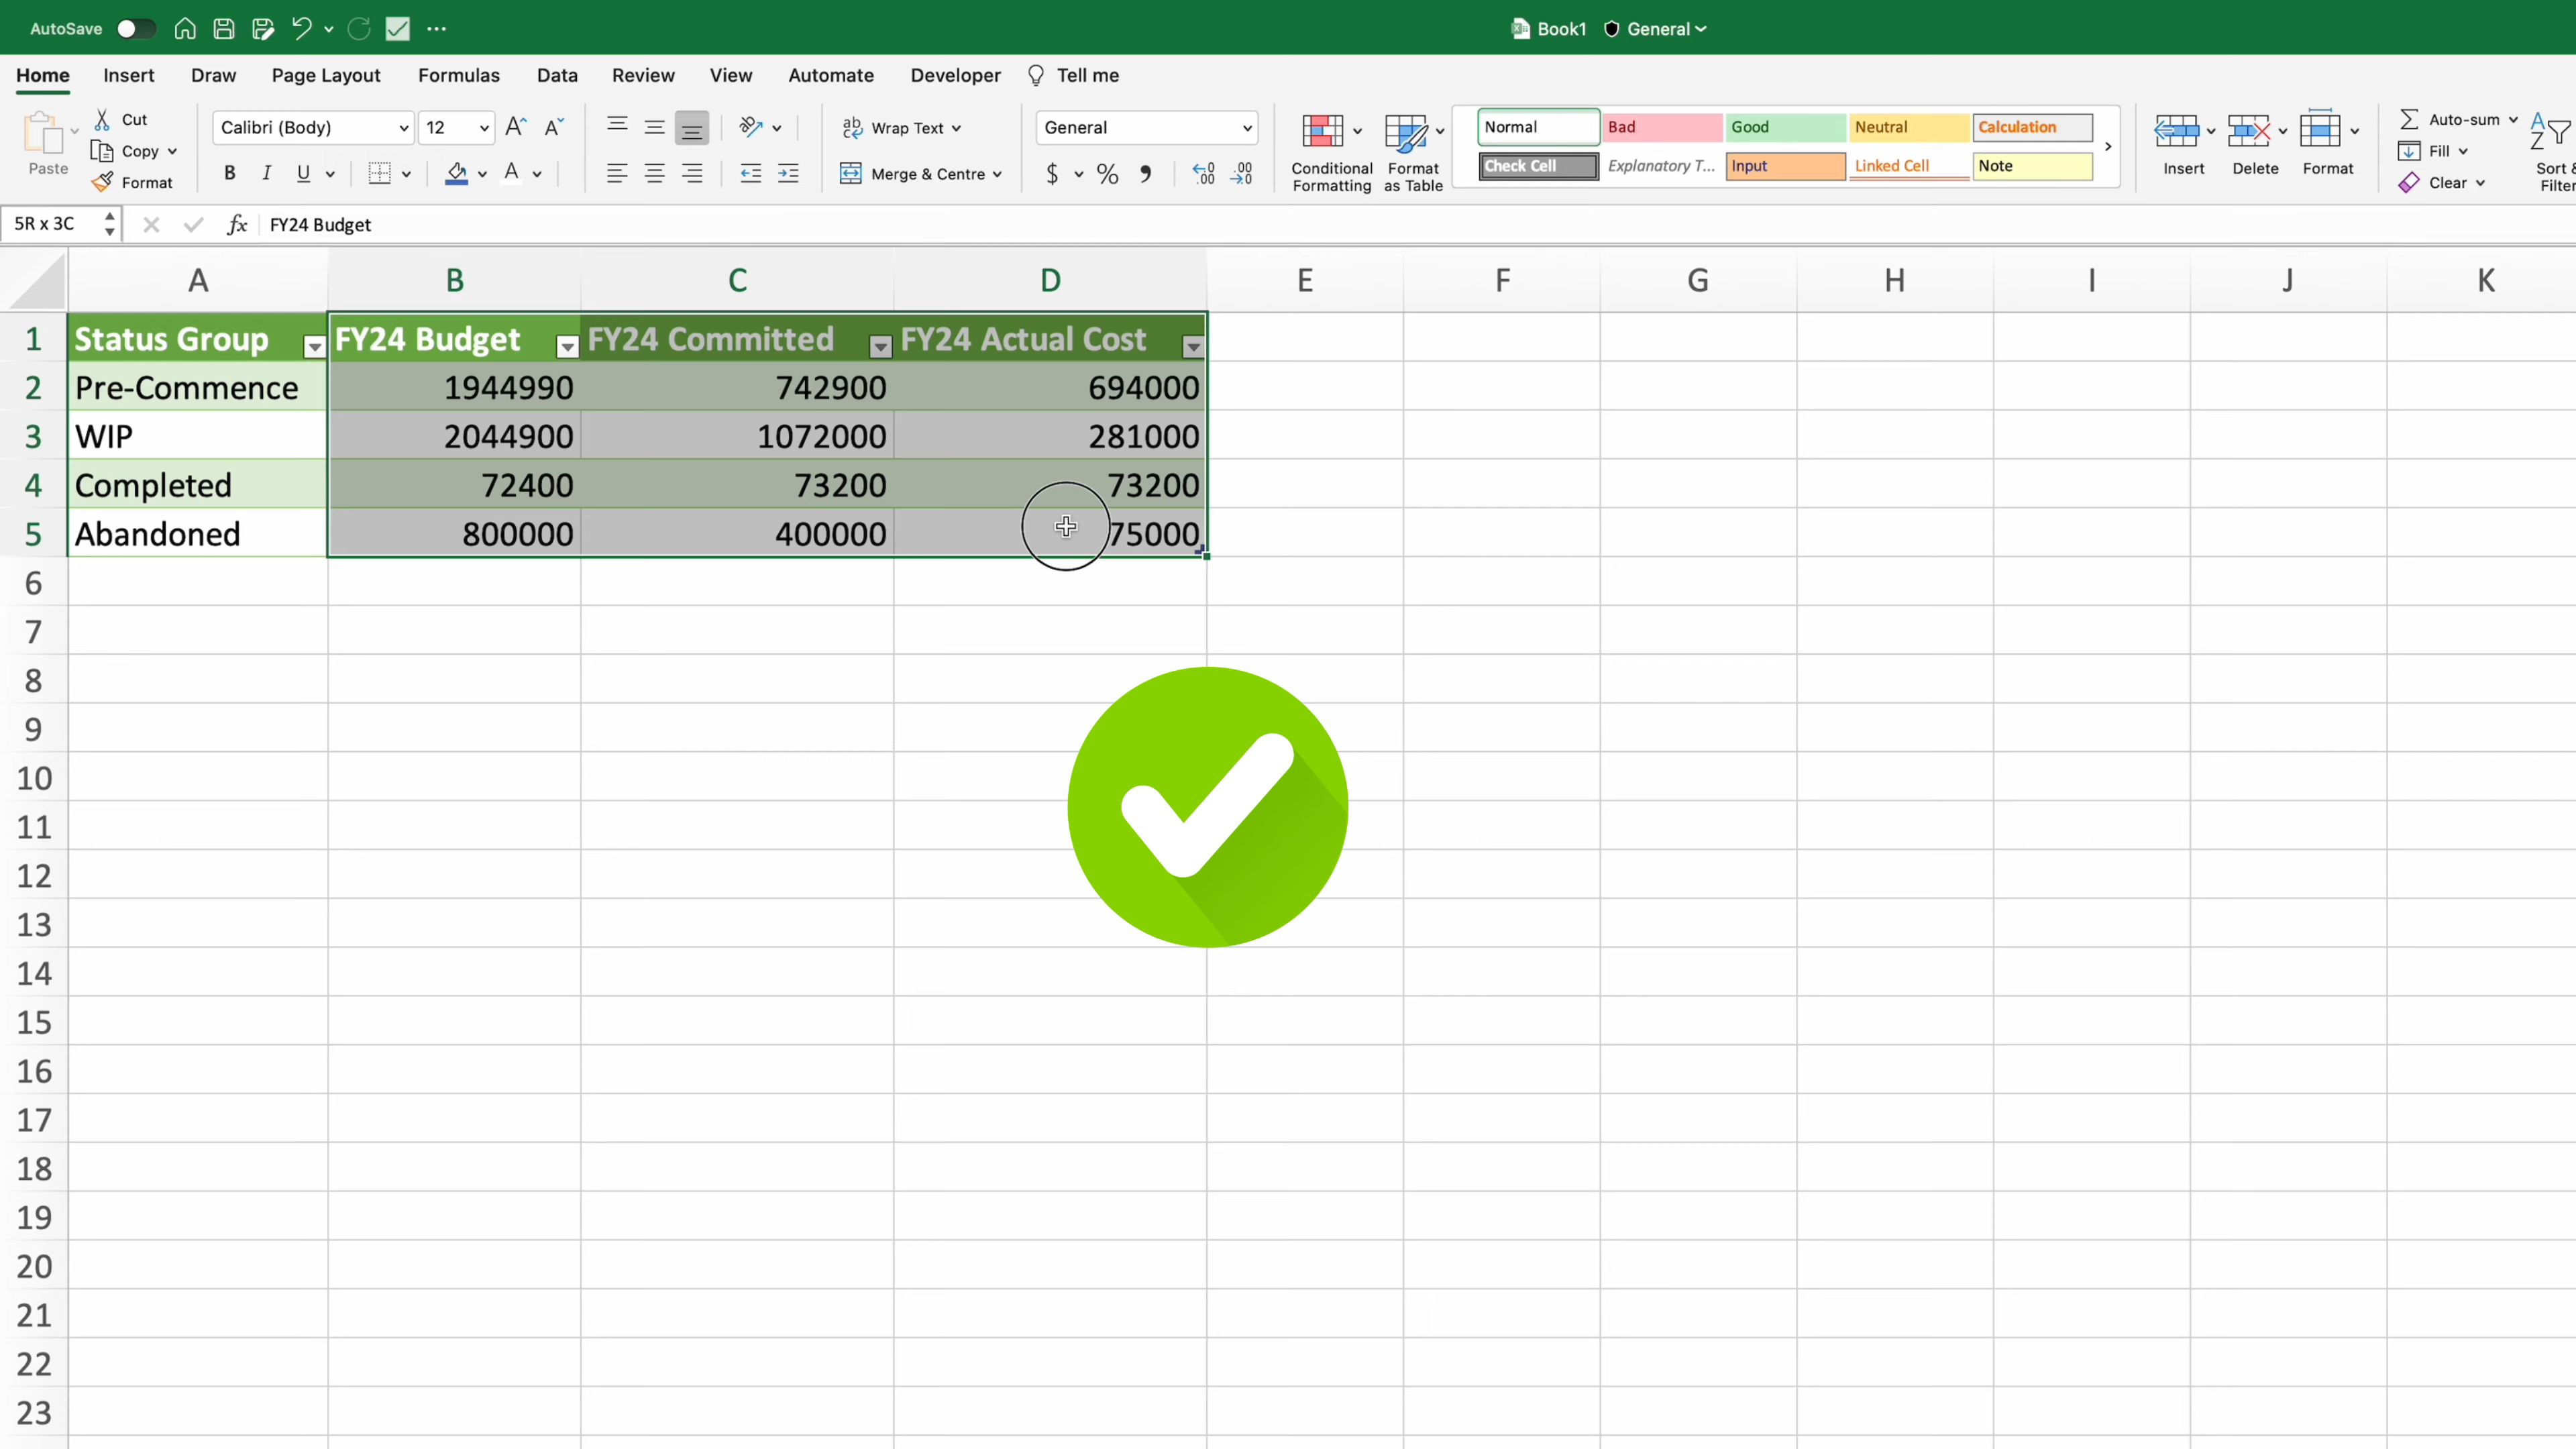 AutoSave
Book1 General
Home Insert Draw Page Layout Formulas Data Review View Automate Developer Tell me
Paste
Cut
Copy
Format
Calibri (Body) 12
B I U A
ab Wrap Text
Merge & Centre
General
$ %
Conditional Formatting
Format as Table
Normal Bad Good Neutral Calculation
Check Cell Explanatory T... Input Linked Cell Note
Insert Delete Format
Auto-sum
Fill
Clear
Sort &
Filter
5R x 3C fx FY24 Budget
A B C D E F G H I J K
1 Status Group FY24 Budget FY24 Committed FY24 Actual Cost
2 Pre-Commence 1944990 742900 694000
3 WIP 2044900 1072000 281000
4 Completed 72400 73200 73200
5 Abandoned 800000 400000 75000
6
7
8
9
10
11
12
13
14
15
16
17
18
19
20
21
22
23